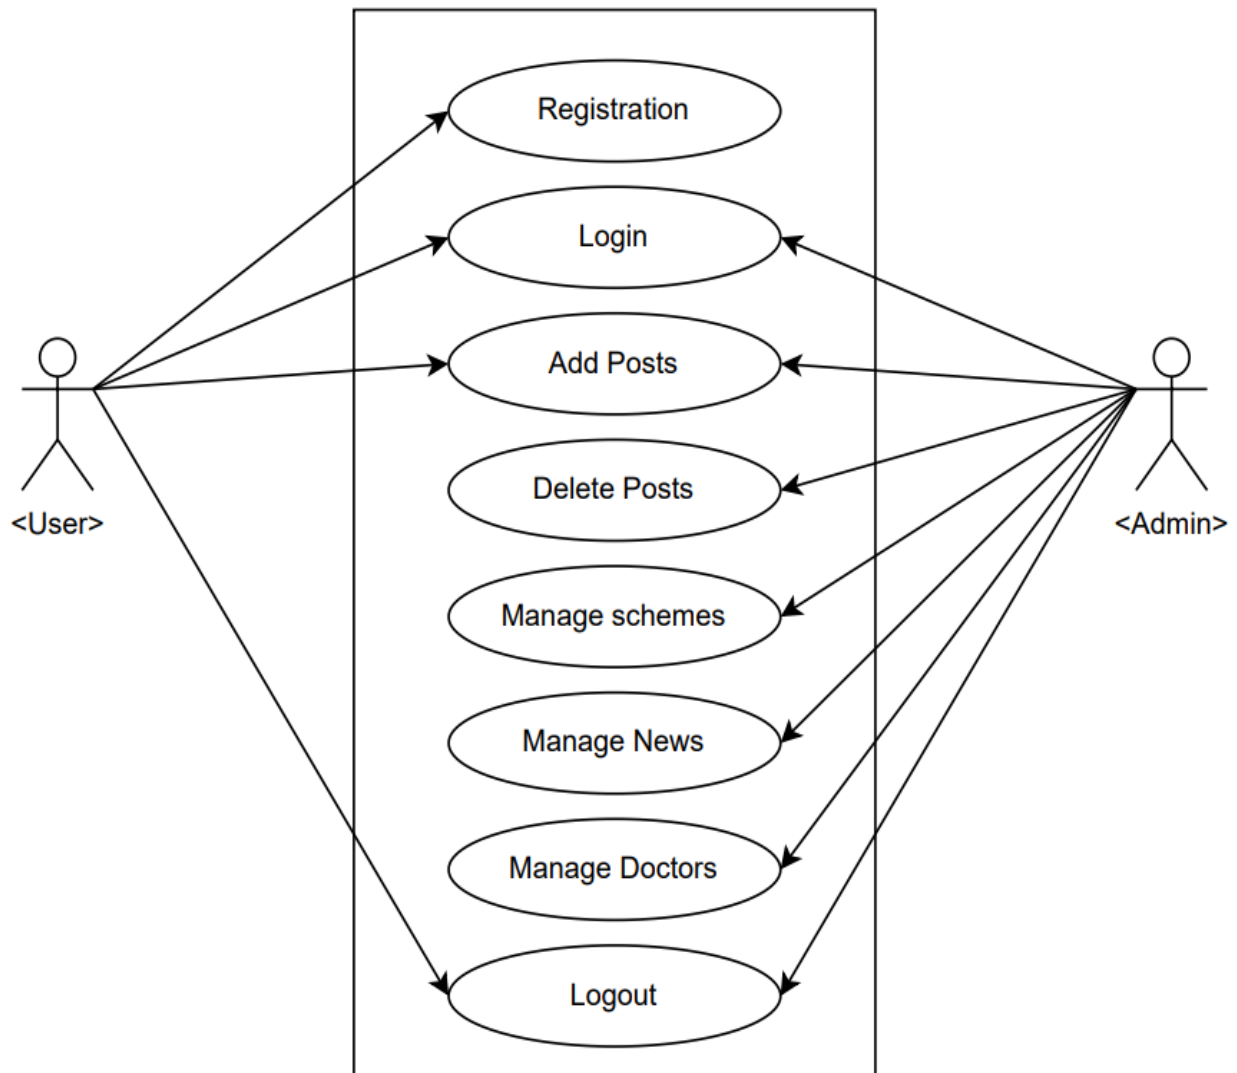 Registration
Login
Add Posts
Delete Posts
<User>
<Admin>
Manage schemes
Manage News
Manage Doctors
Logout